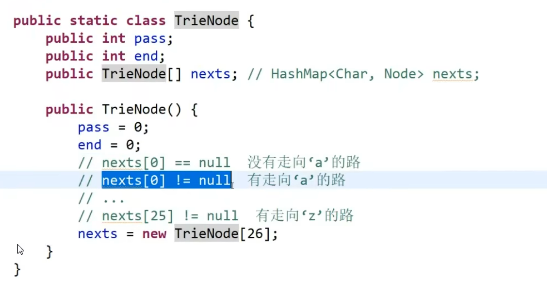 public static class TrieNode {
public int pass;
public int end;
public TrieNode[] nexts; // HashMap<Char, Node> nexts;
public TrieNode() {
pass = 0;
end = 0;
// nexts[0] == null 没有走向‘a’的路
// nexts[0] != null 有走向‘a’的路
// ...
// nexts[25] != null 有走向‘z’的路
nexts = new TrieNode[26];
}
}